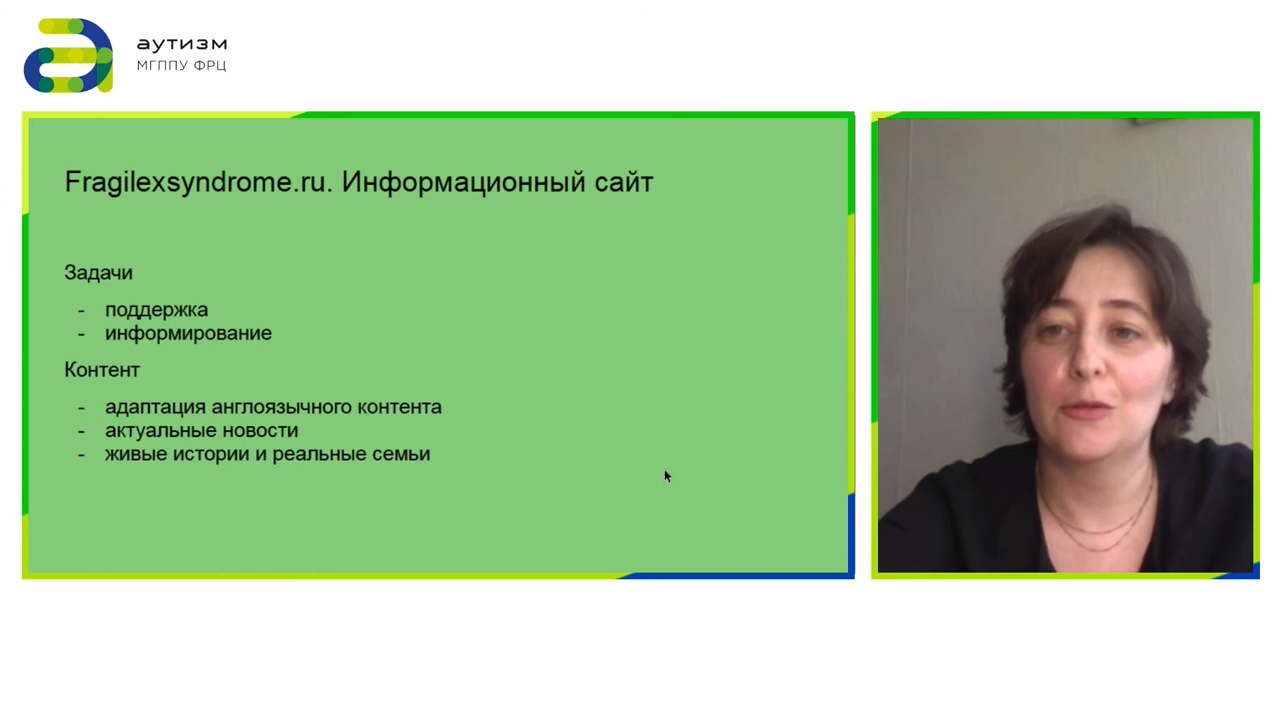 аутизм
МГППУ ФРЦ
Fragilexsyndrome.ru. Информационный сайт
Задачи
- поддержка
- информирование
Контент
- адаптация англоязычного контента
- актуальные новости
- живые истории и реальные семьи